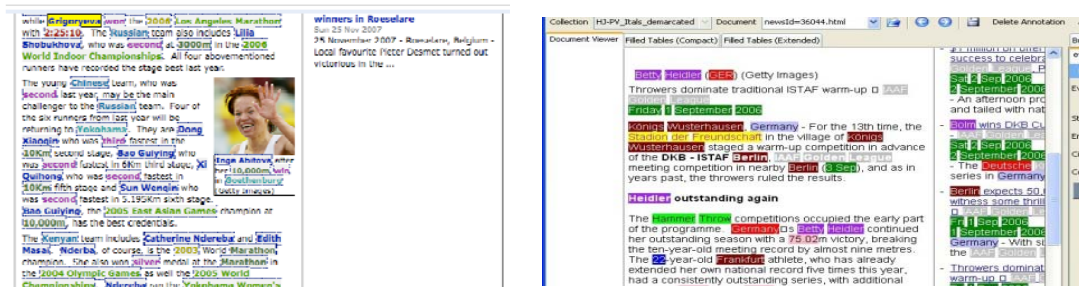 while Grigoryeva won the 2006 Los Angeles Marathon
with 2:25:10. The Russian team also includes Lilia
Shobukhova, who was second at 3000m in the 2006
World Indoor Championships. All four abovementioned
runners have recorded the stage best last year.
The young Chinese team, who was
second last year, may be the main
challenger to the Russian team. Four of
the six runners from last year will be
returning to Yokohama. They are Dong
Xiaoqin who was third fastest in the
10Km second stage, Bao Guiying who
was second fastest in 6Km third stage, Xi
Quihong who was second fastest in
10Km fifth stage and Sun Wenqin who
was second fastest in 5.195Km sixth stage.
Bao Guiying, the 2005 East Asian Games champion at
10,000m, has the best credentials.
Inga Abitova after
her 10,000m win
in Goethenburg
(Getty Images)
The Kenyan team includes Catherine Ndereba and Edith
Masai. Nderba, of course, is the 2003 World Marathon
champion. She also won silver medal at the Marathon in
the 2004 Olympic Games as well the 2005 World
Championships. Ndereba won the Yokohama Women's
winners in Roeselare
Sun 25 Nov 2007
25 November 2007 - Roeselare, Belgium -
Local favourite Pieter Desmet turned out
victorious in the ...
Collection HJ-PV_Itals_demarcated Document newsId=36044.html Delete Annotation
Document Viewer Filled Tables (Compact) Filled Tables (Extended)
Betty Heidler (GER) (Getty Images)
Throwers dominate traditional ISTAF warm-up □ IAAF
Golden League
Friday 1 September 2006
Königs Wusterhausen, Germany - For the 13th time, the
Stadion der Freundschaft in the village of Königs
Wusterhausen staged a warm-up competition in advance
of the DKB - ISTAF Berlin IAAF Golden League
meeting competition in nearby Berlin (3 Sep), and as in
years past, the throwers ruled the results.
Heidler outstanding again
The Hammer Throw competitions occupied the early part
of the programme. Germany□s Betty Heidler continued
her outstanding season with a 75.02m victory, breaking
the ten-year-old meeting record by almost nine metres.
The 22-year-old Frankfurt athlete, who has already
extended her own national record five times this year,
had a consistently outstanding series, with additional
success to celebra
Golden League P
Sat 2 Sep 2006
2 September 2006
- An afternoon pro
and tailed with nat
- Bolm wins DKB Cu
- IAAF Golden Le
Sat 2 Sep 2006
2 September 2006
- The Deutsche
series in Germany
- Berlin expects 50,
witness some thrill
□ IAAF Golden Le
Fri 1 Sep 2006
1 September 2006
Germany - With st
the IAAF Golden
- Throwers dominat
warm-up □ IAAF